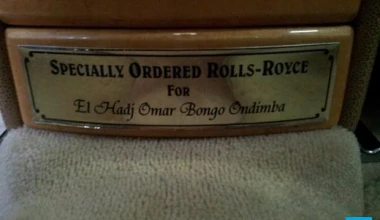 Specially Ordered Rolls-Royce
For
El Hadj Omar Bongo Ondimba